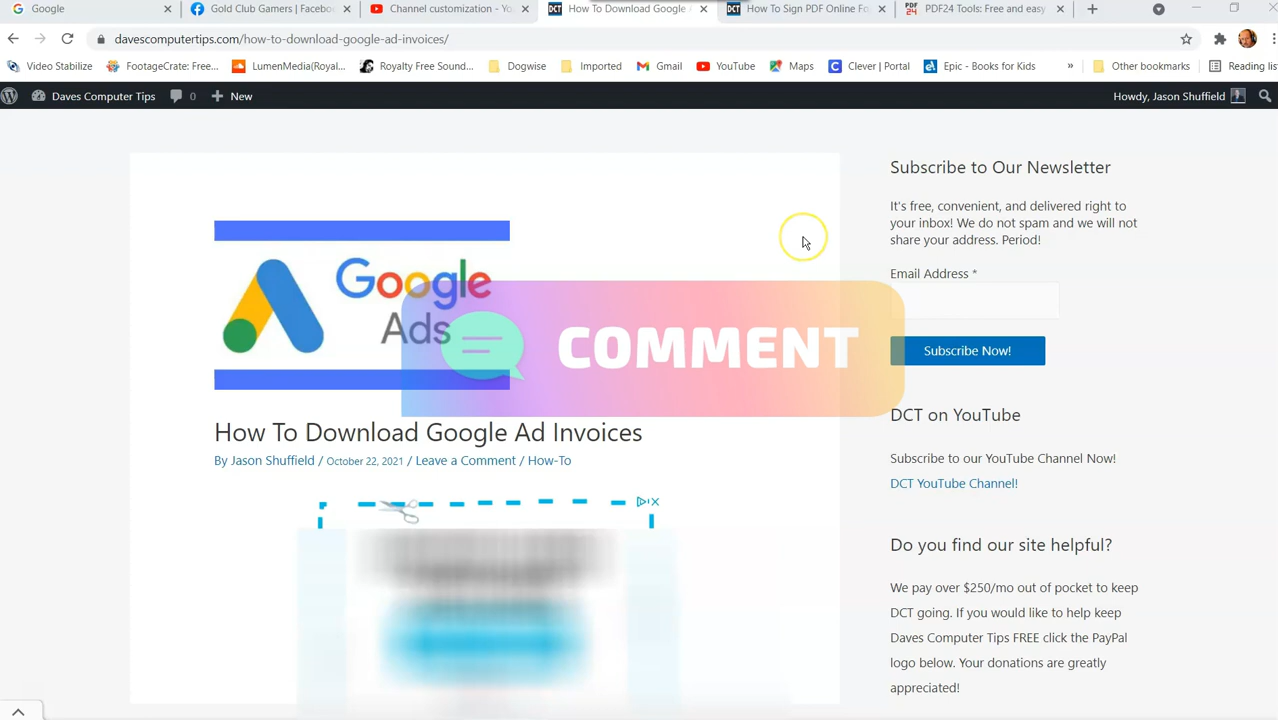 Google
Gold Club Gamers | Facebo
Channel customization - Yo
DCT
How To Download Google
DCT
How To Sign PDF Online Fo
PDF
24
PDF24 Tools: Free and easy
davescomputertips.com/how-to-download-google-ad-invoices/
Video Stabilize
FootageCrate: Free...
LumenMedia(Royal...
Royalty Free Soun...
Dogwise
Imported
Gmail
YouTube
Maps
Clever | Portal
Epic - Books for Kids
»
Other bookmarks
Reading list
Daves Computer Tips
0
New
Howdy, Jason Shuffield
Google
Ads
COMMENT
How To Download Google Ad Invoices
By Jason Shuffield / October 22, 2021 / Leave a Comment / How-To
Subscribe to Our Newsletter
It's free, convenient, and delivered right to
your inbox! We do not spam and we will not
share your address. Period!
Email Address *
Subscribe Now!
DCT on YouTube
Subscribe to our YouTube Channel Now!
DCT YouTube Channel!
Do you find our site helpful?
We pay over $250/mo out of pocket to keep
DCT going. If you would like to help keep
Daves Computer Tips FREE click the PayPal
logo below. Your donations are greatly
appreciated!